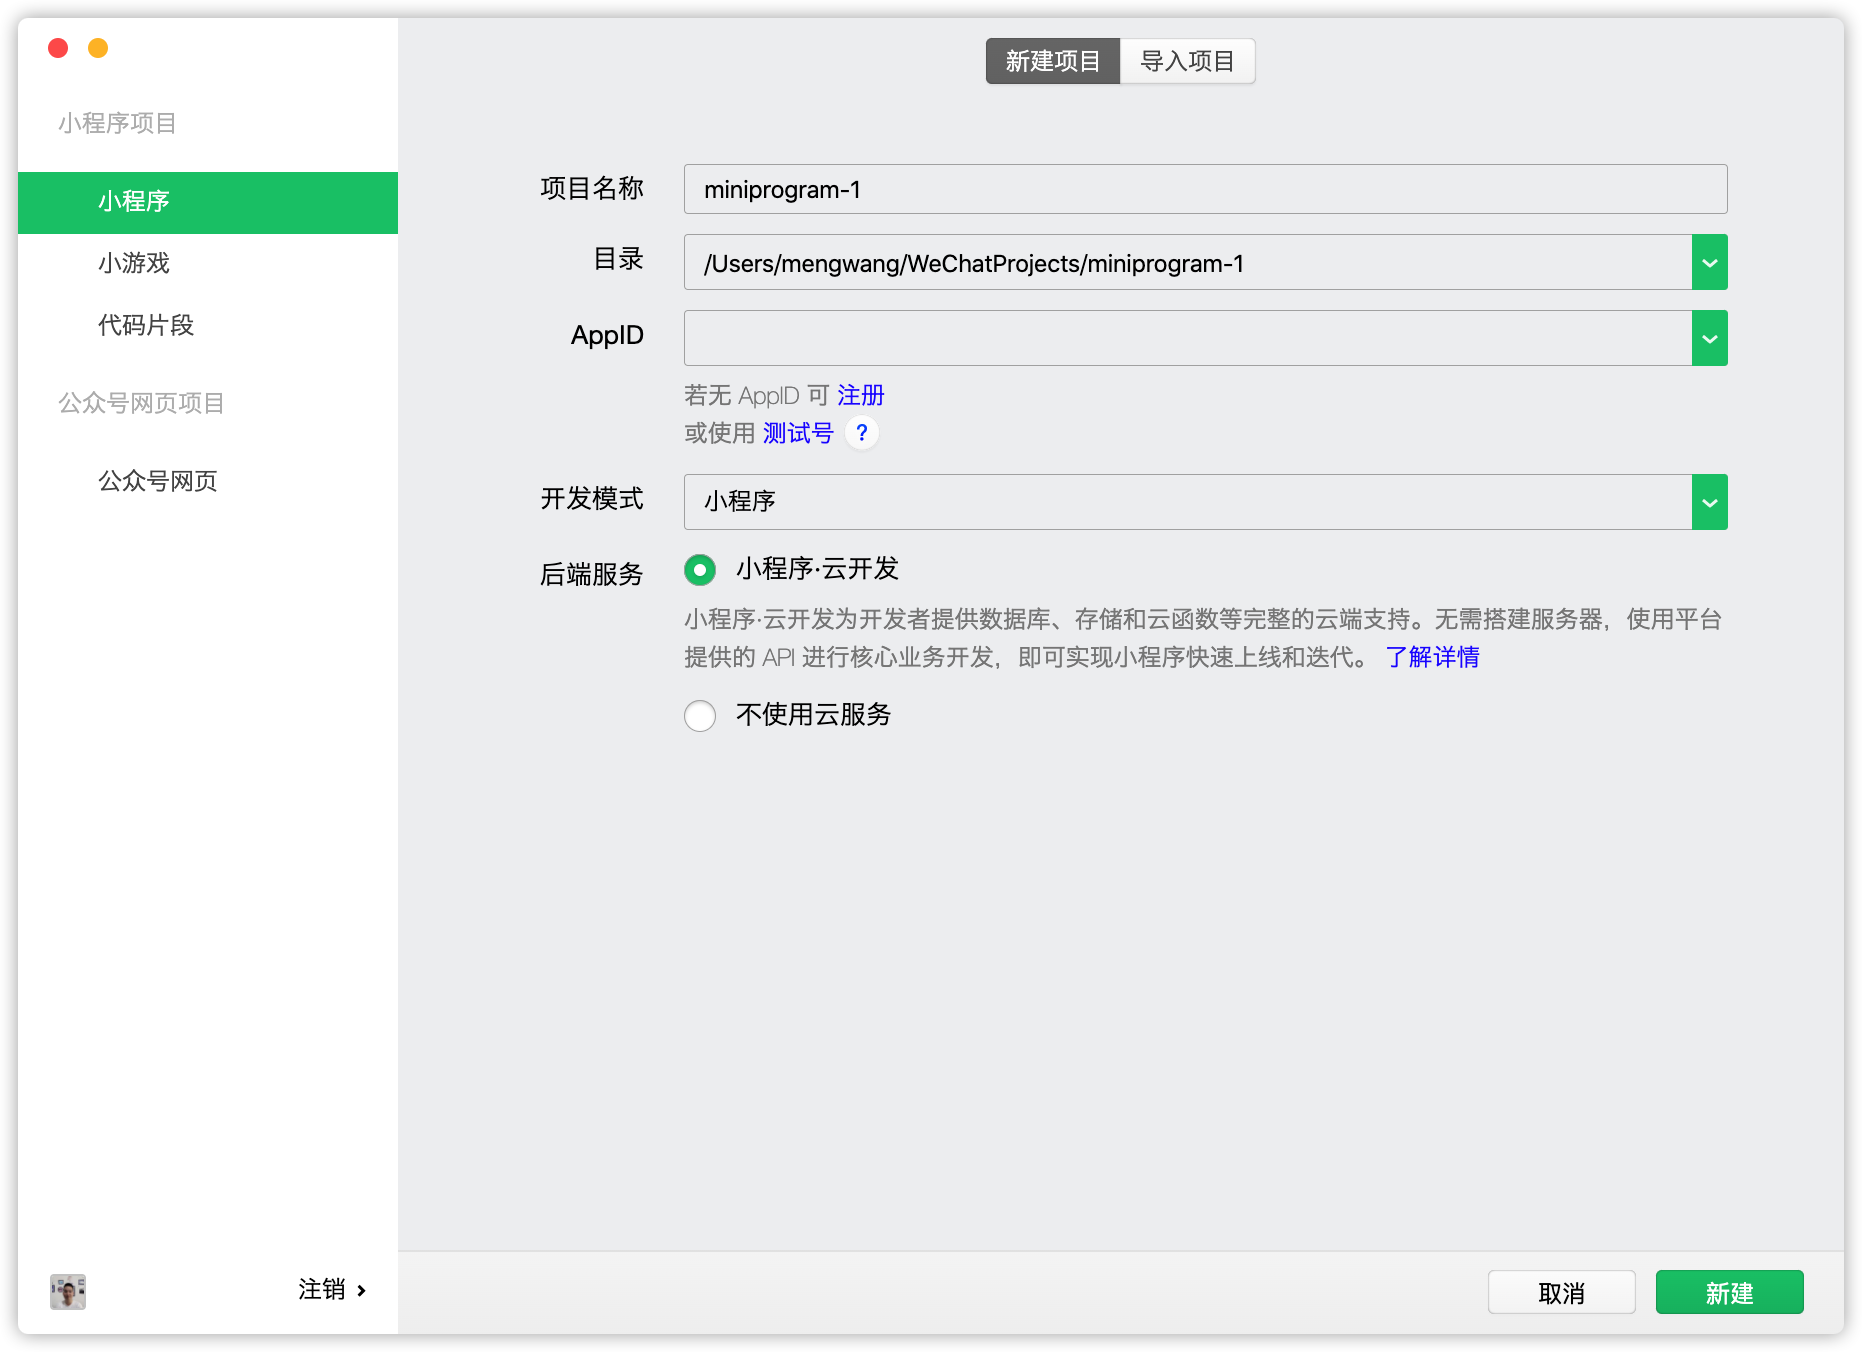 新建项目 导入项目
小程序项目
小程序
小游戏
代码片段
公众号网页项目
公众号网页
项目名称 miniprogram-1
目录 /Users/mengwang/WeChatProjects/miniprogram-1
AppID
若无 AppID 可 注册
或使用 测试号 ?
开发模式 小程序
后端服务 小程序·云开发
小程序·云开发为开发者提供数据库、存储和云函数等完整的云端支持。无需搭建服务器，使用平台
提供的 API 进行核心业务开发，即可实现小程序快速上线和迭代。 了解详情
不使用云服务
注销
取消 新建